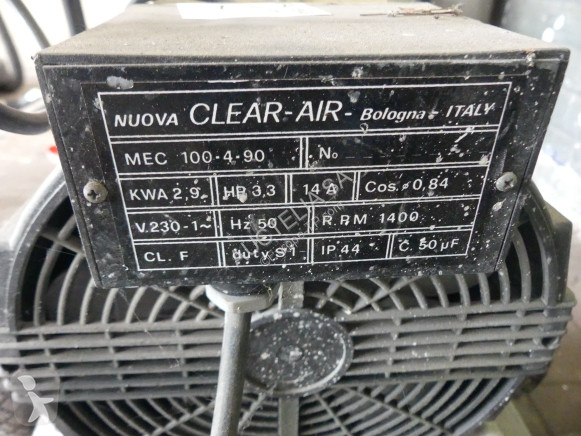 NUOVA CLEAR-AIR- Bologna - ITALY
MEC 100-4-90 No
KWA 2,9 HP 3,3 14 A Cos. ø 0,84
V.230-1~ Hz 50 R.P.M 1400
CL. F duty S1 IP 44 C. 50 µF